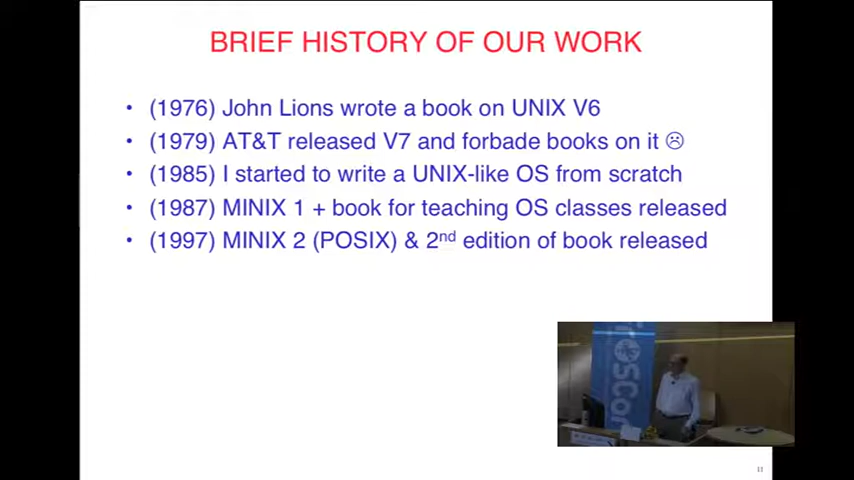 BRIEF HISTORY OF OUR WORK
• (1976) John Lions wrote a book on UNIX V6
• (1979) AT&T released V7 and forbade books on it ☹
• (1985) I started to write a UNIX-like OS from scratch
• (1987) MINIX 1 + book for teaching OS classes released
• (1997) MINIX 2 (POSIX) & 2nd edition of book released
11